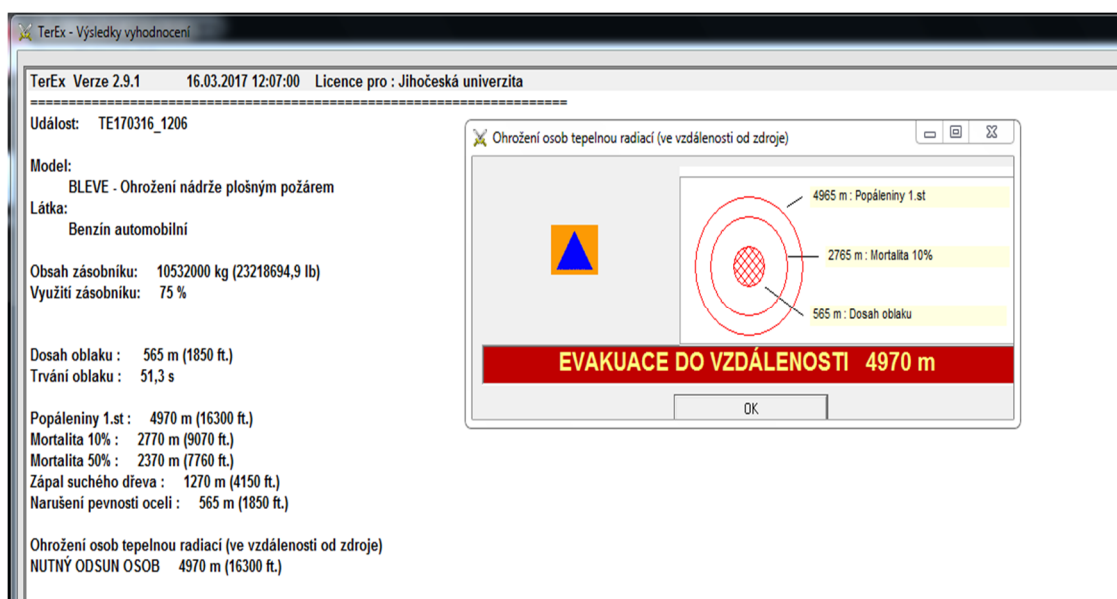 TerEx - Výsledky vyhodnocení
TerEx Verze 2.9.1 16.03.2017 12:07:00 Licence pro : Jihočeská univerzita
======================================================================
Událost: TE170316_1206
Model:
BLEVE - Ohrožení nádrže plošným požárem
Látka:
Benzín automobilní
Obsah zásobníku: 10532000 kg (23218694,9 lb)
Využití zásobníku: 75 %
Dosah oblaku : 565 m (1850 ft.)
Trvání oblaku : 51,3 s
Popáleniny 1.st : 4970 m (16300 ft.)
Mortalita 10% : 2770 m (9070 ft.)
Mortalita 50% : 2370 m (7760 ft.)
Zápal suchého dřeva : 1270 m (4150 ft.)
Narušení pevnosti oceli : 565 m (1850 ft.)
Ohrožení osob tepelnou radiací (ve vzdálenosti od zdroje)
NUTNÝ ODSUN OSOB 4970 m (16300 ft.)
Ohrožení osob tepelnou radiací (ve vzdálenosti od zdroje)
4965 m : Popáleniny 1.st
2765 m : Mortalita 10%
565 m : Dosah oblaku
EVAKUACE DO VZDÁLENOSTI 4970 m
OK